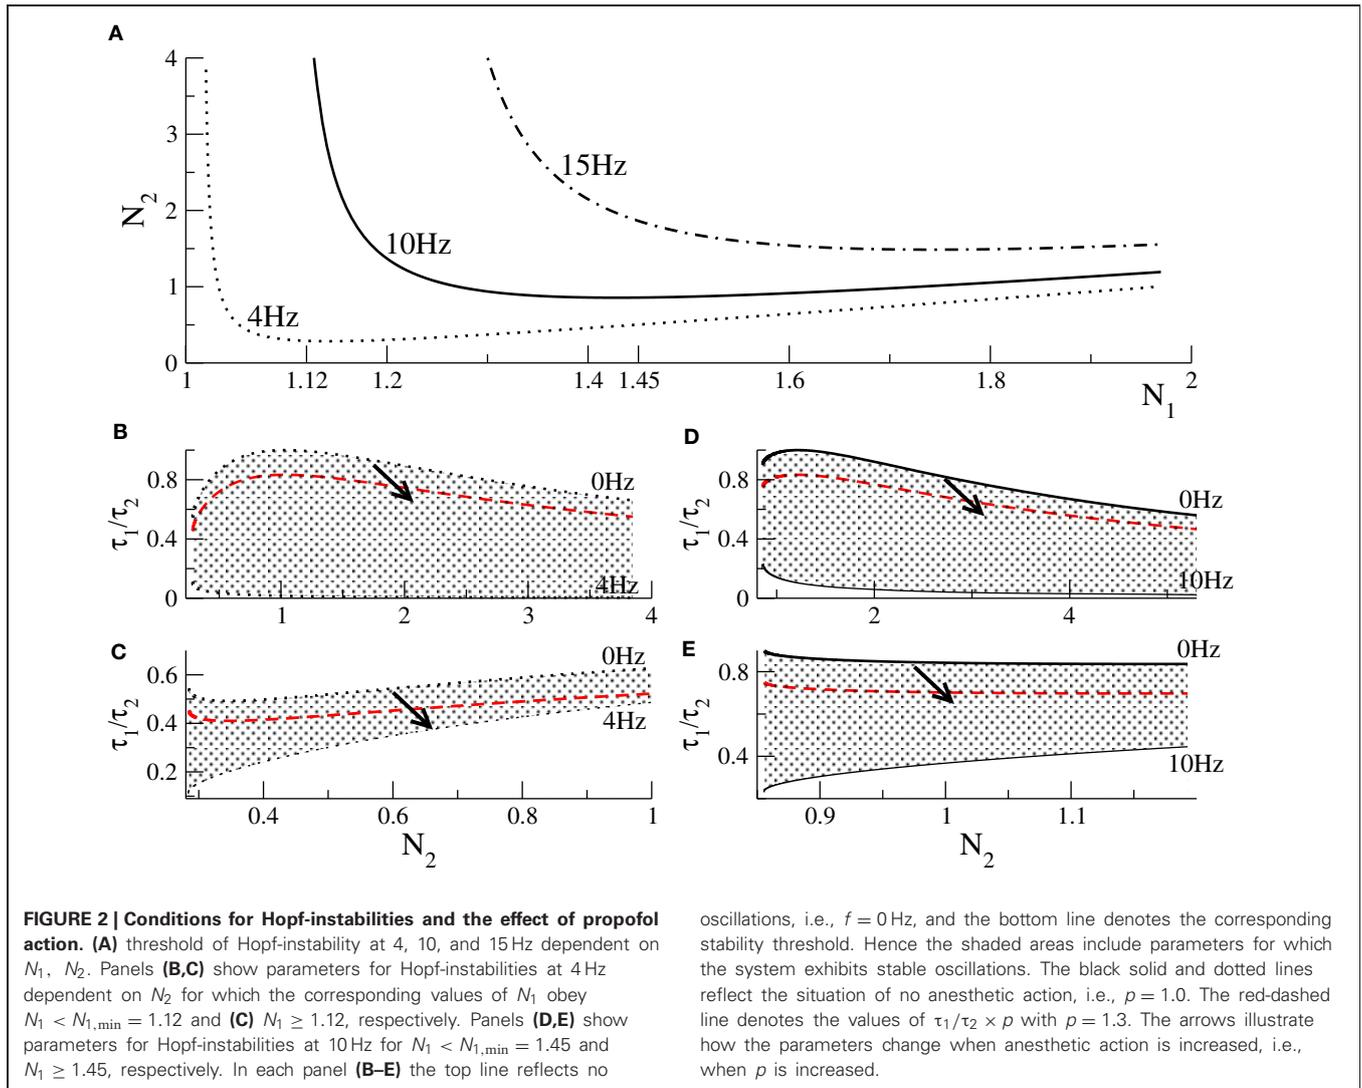 A
4
3
2
1
0
N2
15Hz
10Hz
4Hz
1 1.12 1.2 1.4 1.45 1.6 1.8 2
N1
B
0.8
0.4
0
τ1/τ2
0Hz
4Hz
1 2 3 4
D
0.8
0.4
0
τ1/τ2
0Hz
10Hz
2 4
C
0.6
0.4
0.2
τ1/τ2
0Hz
4Hz
0.4 0.6 0.8 1
N2
E
0.8
0.4
τ1/τ2
0Hz
10Hz
0.9 1 1.1
N2
FIGURE 2 | Conditions for Hopf-instabilities and the effect of propofol
action. (A) threshold of Hopf-instability at 4, 10, and 15 Hz dependent on
N1, N2. Panels (B,C) show parameters for Hopf-instabilities at 4 Hz
dependent on N2 for which the corresponding values of N1 obey
N1 < N1,min = 1.12 and (C) N1 ≥ 1.12, respectively. Panels (D,E) show
parameters for Hopf-instabilities at 10 Hz for N1 < N1,min = 1.45 and
N1 ≥ 1.45, respectively. In each panel (B–E) the top line reflects no
oscillations, i.e., f = 0 Hz, and the bottom line denotes the corresponding
stability threshold. Hence the shaded areas include parameters for which
the system exhibits stable oscillations. The black solid and dotted lines
reflect the situation of no anesthetic action, i.e., p = 1.0. The red-dashed
line denotes the values of τ1/τ2 × p with p = 1.3. The arrows illustrate
how the parameters change when anesthetic action is increased, i.e.,
when p is increased.